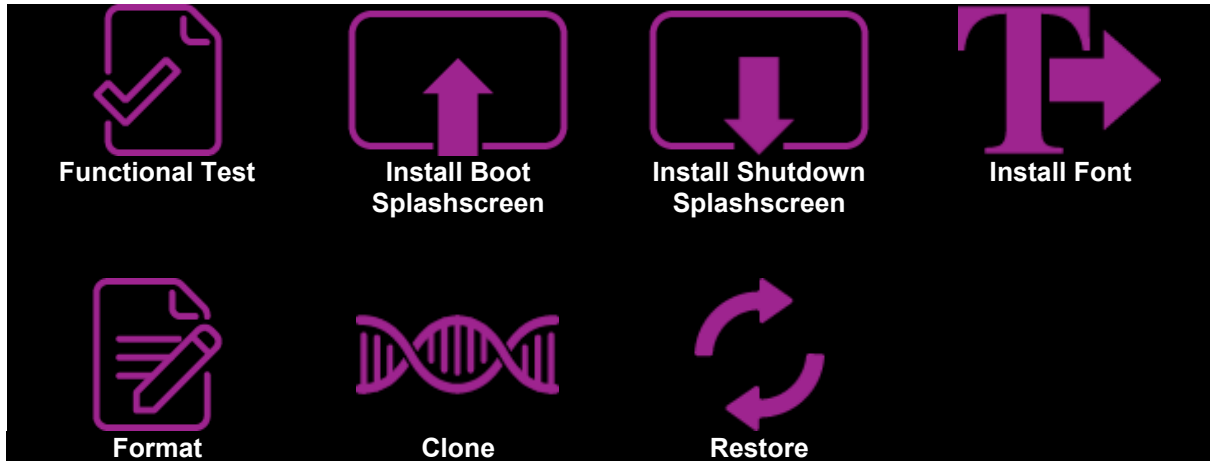 Functional Test
Install Boot
Splashscreen
Install Shutdown
Splashscreen
Install Font
Format
Clone
Restore